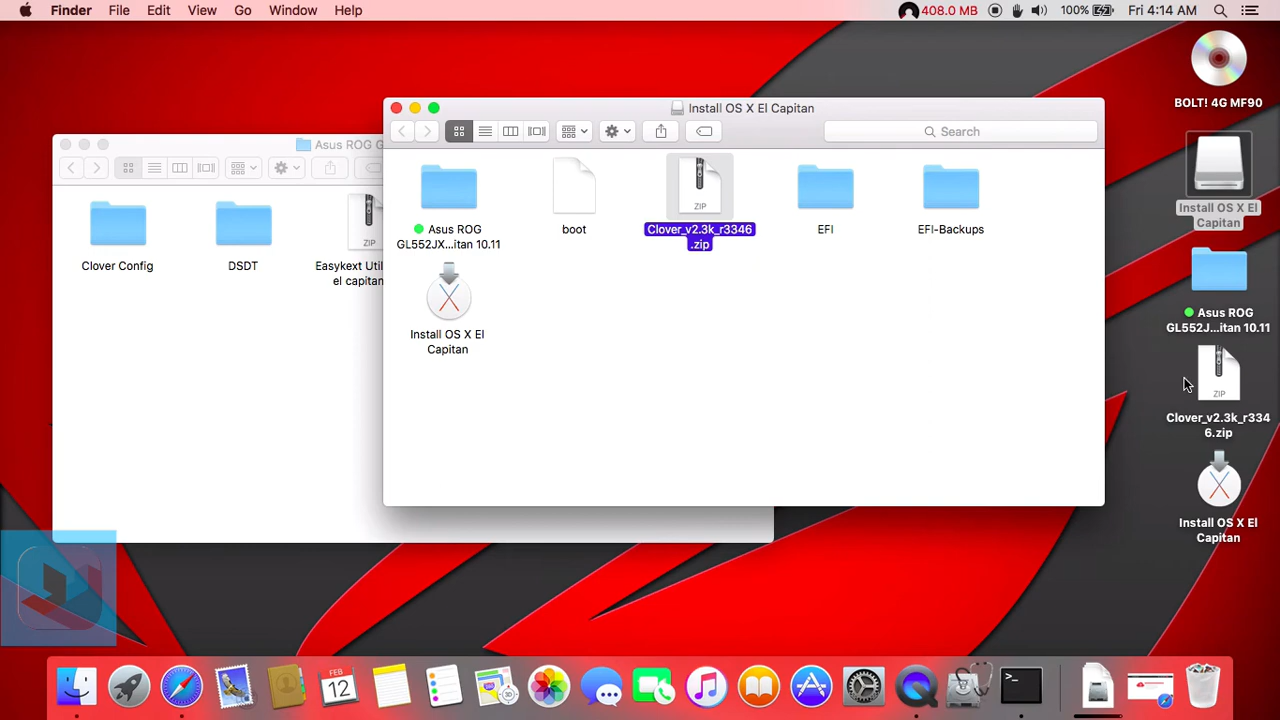 Finder File Edit View Go Window Help
408.0 MB 100% Fri 4:14 AM
BOLT! 4G MF90
Install OS X El
Capitan
Asus ROG
GL552J...itan 10.11
ZIP
Clover_v2.3k_r334
6.zip
Install OS X El
Capitan
Asus ROG G
Clover Config
DSDT
ZIP
Easykext Util
el capitan
Install OS X El Capitan
Search
Asus ROG
GL552JX...itan 10.11
boot
ZIP
Clover_v2.3k_r3346
.zip
EFI
EFI-Backups
Install OS X El
Capitan
FEB
12
30
>_